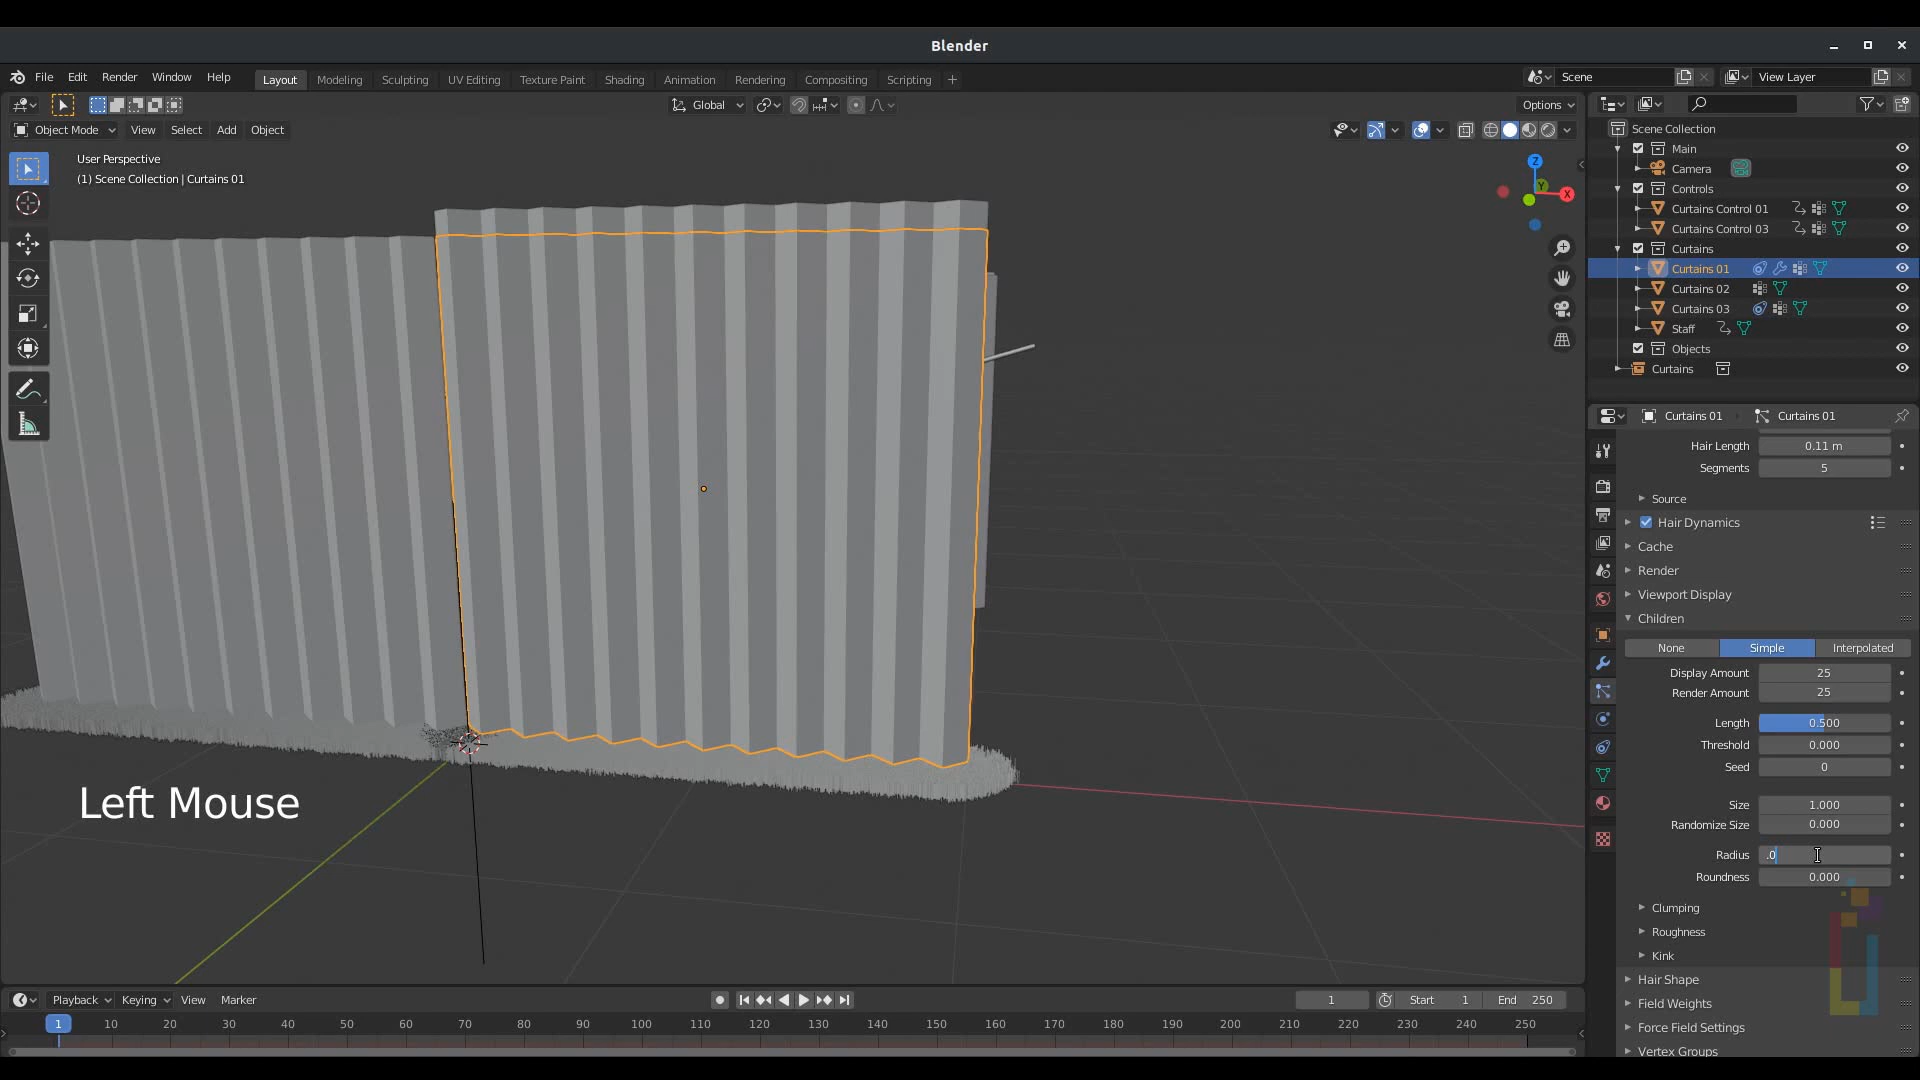 Blender
File Edit Render Window Help Layout Modeling Sculpting UV Editing Texture Paint Shading Animation Rendering Compositing Scripting + Scene View Layer
Global Options
Object Mode View Select Add Object
User Perspective
(1) Scene Collection | Curtains 01
Z
Y
X
Left Mouse
Scene Collection
Main
Camera
Controls
Curtains Control 01
Curtains Control 03
Curtains
Curtains 01
Curtains 02
Curtains 03
Staff
Objects
Curtains
Curtains 01 Curtains 01
Hair Length 0.11 m
Segments 5
Source
Hair Dynamics
Cache
Render
Viewport Display
Children
None Simple Interpolated
Display Amount 25
Render Amount 25
Length 0.500
Threshold 0.000
Seed 0
Size 1.000
Randomize Size 0.000
Radius .0
Roundness 0.000
Clumping
Roughness
Kink
Hair Shape
Field Weights
Force Field Settings
Vertex Groups
Playback Keying View Marker 1 Start 1 End 250
1 10 20 30 40 50 60 70 80 90 100 110 120 130 140 150 160 170 180 190 200 210 220 230 240 250